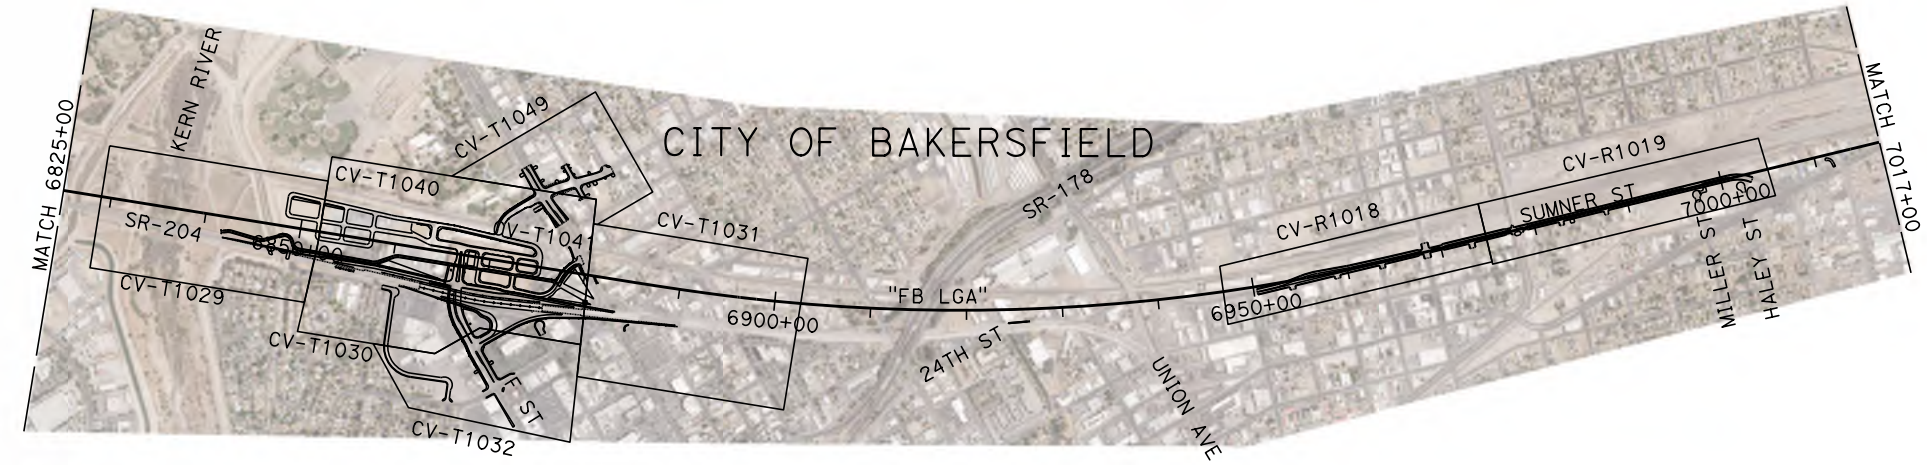 MATCH 6825+00
KERN RIVER
CV-T1049
CITY OF BAKERSFIELD
CV-T1040
SR-204
CV-T1041
CV-T1031
6850+00
CV-T1029
CV-T1030
F ST
CV-T1032
"FB LGA"
6900+00
SR-178
24TH ST
UNION AVE
CV-R1018
6950+00
CV-R1019
SUMNER ST
7000+00
MILLER ST
HALEY ST
MATCH 7017+00